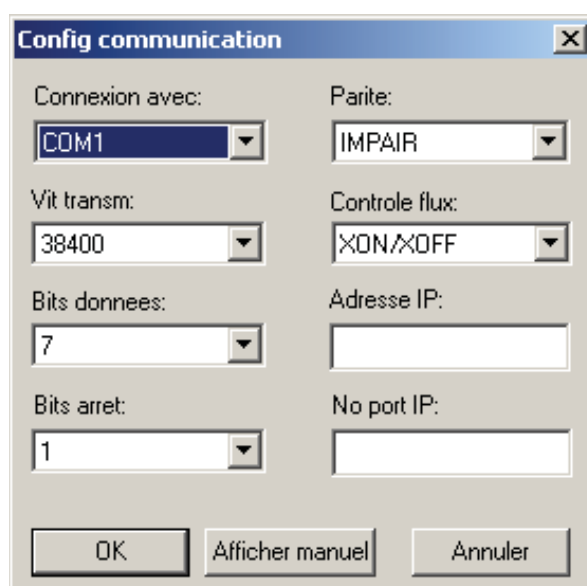 Config communication
Connexion avec:
COM1
Parite:
IMPAIR
Vit transm:
38400
Controle flux:
XON/XOFF
Bits donnees:
7
Adresse IP:
Bits arret:
1
No port IP:
OK
Afficher manuel
Annuler